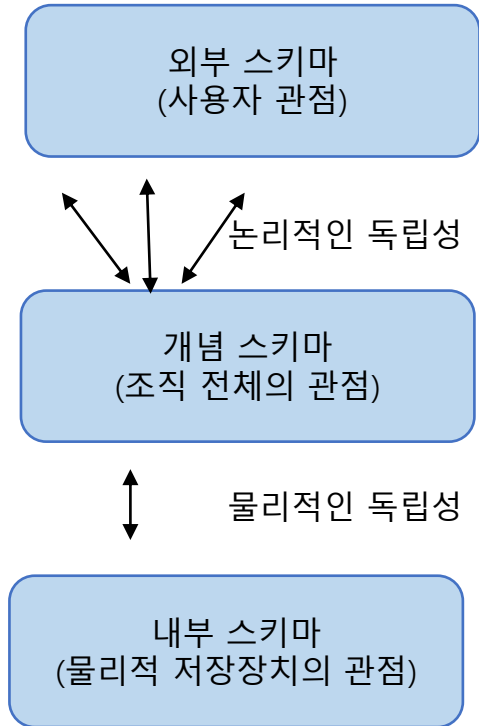 외부 스키마
(사용자 관점)
논리적인 독립성
개념 스키마
(조직 전체의 관점)
물리적인 독립성
내부 스키마
(물리적 저장장치의 관점)